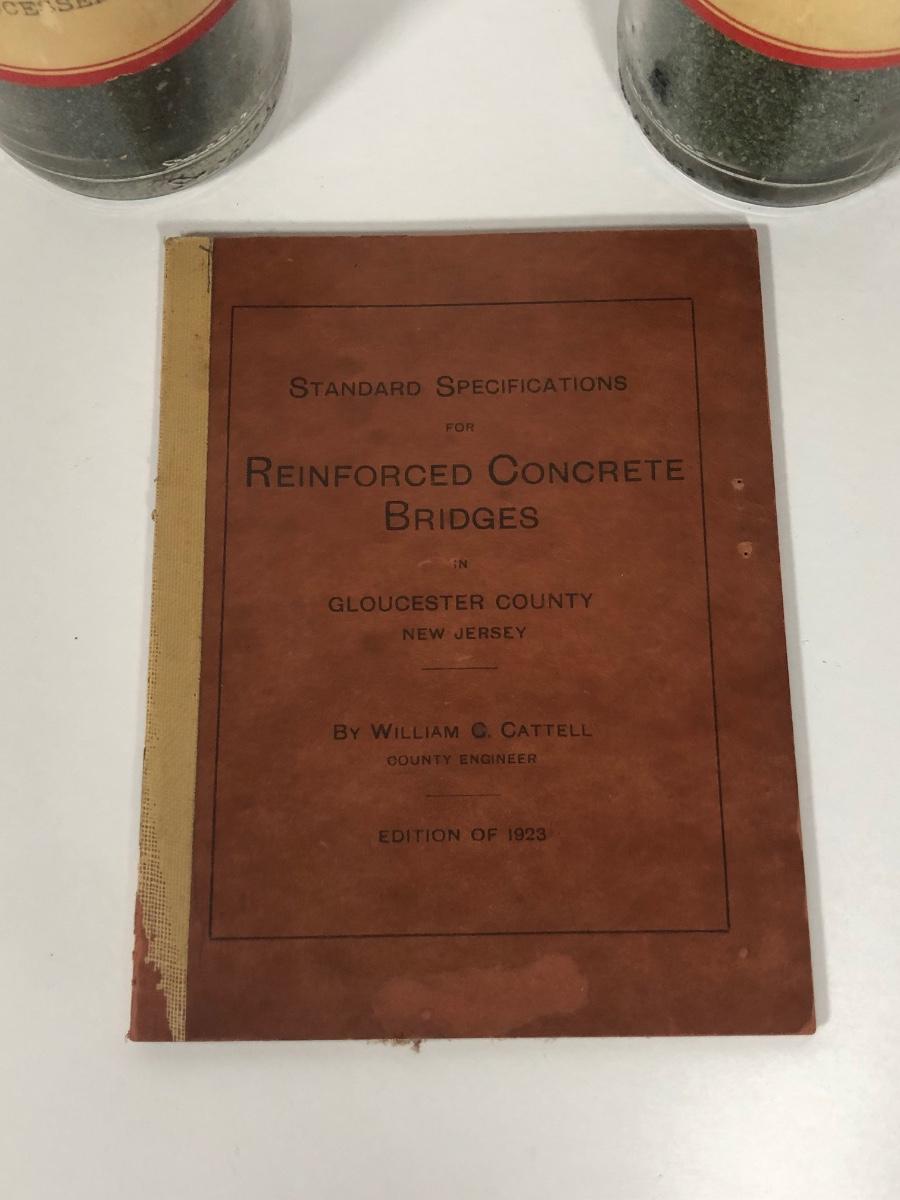 STANDARD SPECIFICATIONS
FOR
REINFORCED CONCRETE
BRIDGES
IN
GLOUCESTER COUNTY
NEW JERSEY
BY WILLIAM C. CATTELL
COUNTY ENGINEER
EDITION OF 1923